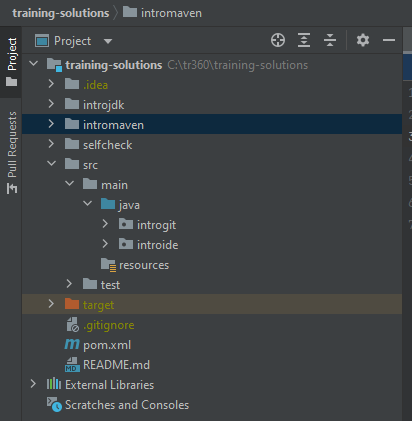 training-solutions intromaven
Project
Project
Pull Requests
training-solutions C:\tr360\training-solutions
.idea
introjdk
intromaven
selfcheck
src
main
java
introgit
introide
resources
test
target
.gitignore
m pom.xml
MD README.md
External Libraries
Scratches and Consoles